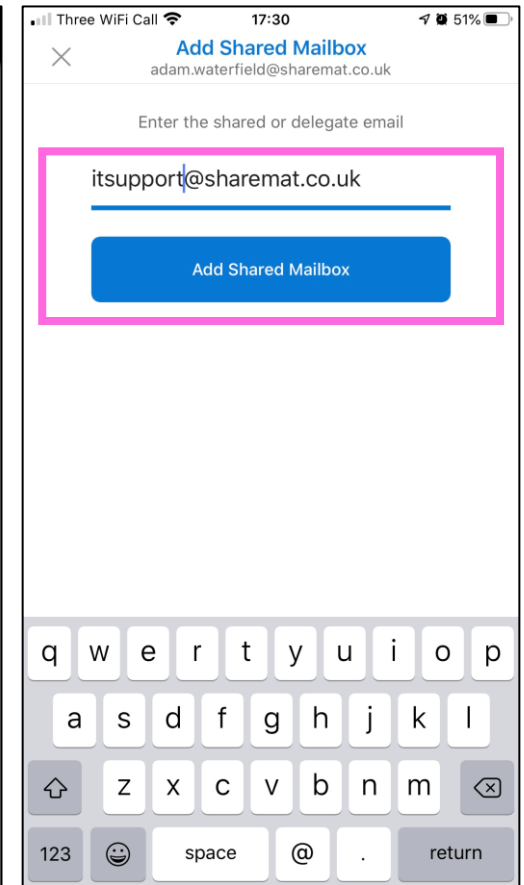 Three WiFi Call 17:30 51%
Add Shared Mailbox
adam.waterfield@sharemat.co.uk
Enter the shared or delegate email
itsupport@sharemat.co.uk
Add Shared Mailbox
q w e r t y u i o p
a s d f g h j k l
z x c v b n m
123 space @ . return